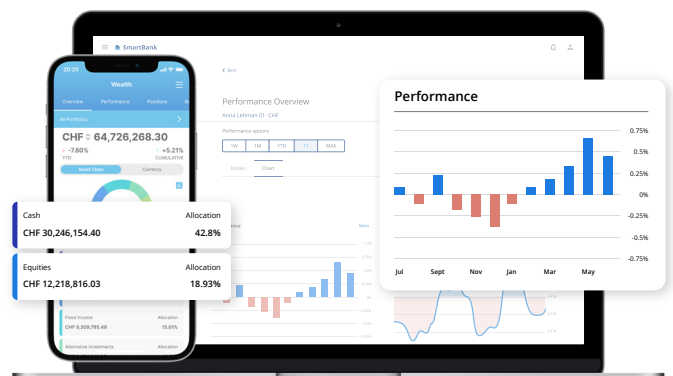 SmartBank
20:20
Wealth
Overview Performance Positions
All Portfolios
CHF 64,726,268.30
-7.80% +5.21%
YTD CUMULATIVE
Asset Class Currency
Cash Allocation
CHF 30,246,154.40 42.8%
Equities Allocation
CHF 12,218,816.03 18.93%
Fixed Income Allocation
CHF 9,309,795.49 15.01%
Alternative Investments Allocation
Back
Performance Overview
Anna Lehman 01 - CHF
Performance options
1W 1M YTD 1Y MAX
Details Chart
More
Performance
0.75%
0.5%
0.25%
0%
-0.25%
-0.5%
-0.75%
Jul Sept Nov Jan Mar May